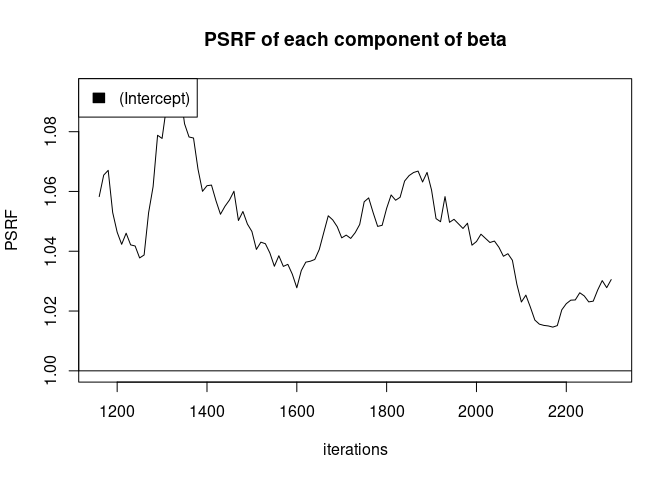 PSRF of each component of beta
(Intercept)
PSRF
1.08
1.06
1.04
1.02
1.00
1200 1400 1600 1800 2000 2200
iterations